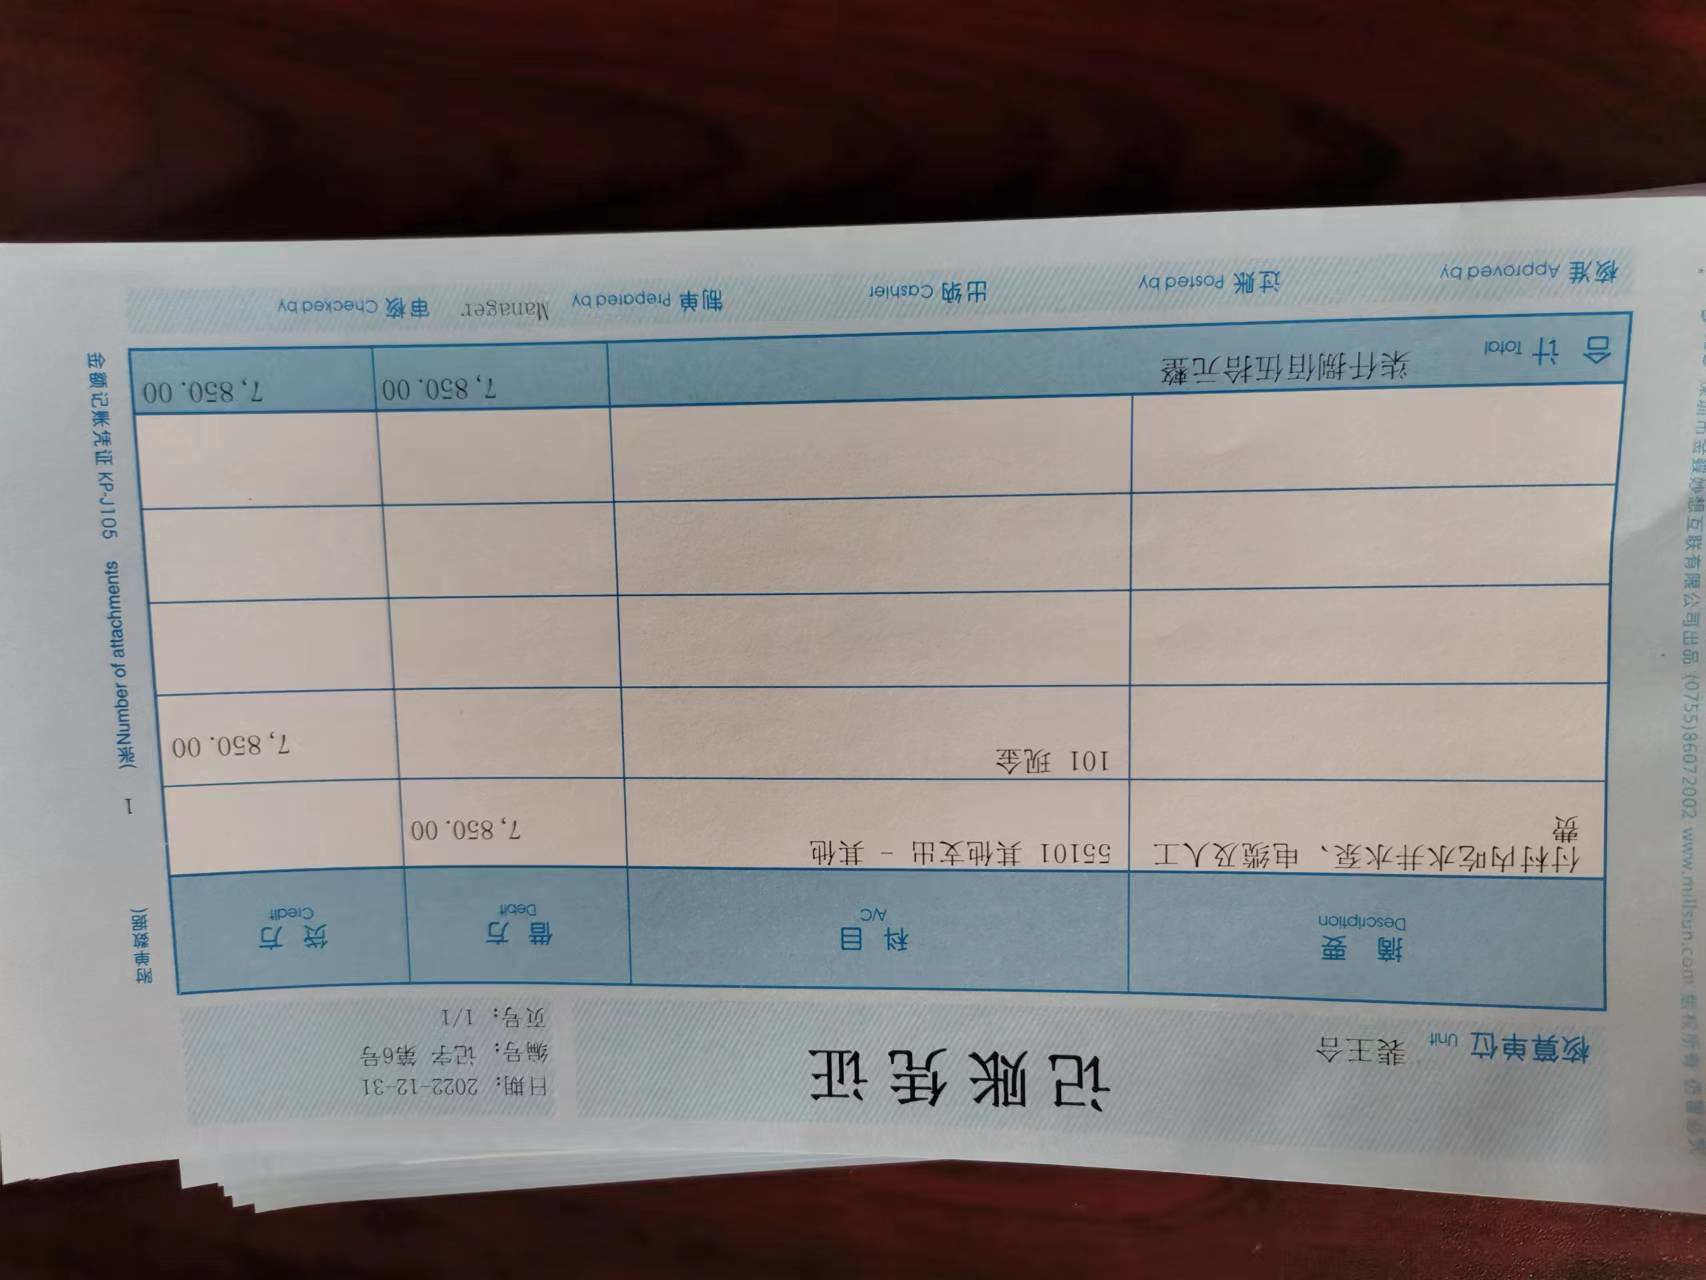 记账凭证
核算单位 Unit 裴王合
日期: 2022-12-31
编号: 记字 第6号
页号: 1/1
摘 要 科 目 借 方 贷 方
Description A/C Debit Credit
付村内吃水井水泵、电缆及人工 55101 其他支出 - 其他 7,850.00
费
101 现金 7,850.00
合 计 Total 柒仟捌佰伍拾元整 7,850.00 7,850.00
核准 Approved by 过账 Posted by 出纳 Cashier 制单 Prepared by Manager 审核 Checked by
附单数据) 1 张)Number of attachments 金额记账凭证 KP-J105
深圳市金蝶妙想互联有限公司出品 (0755)86072002 www.millsun.com